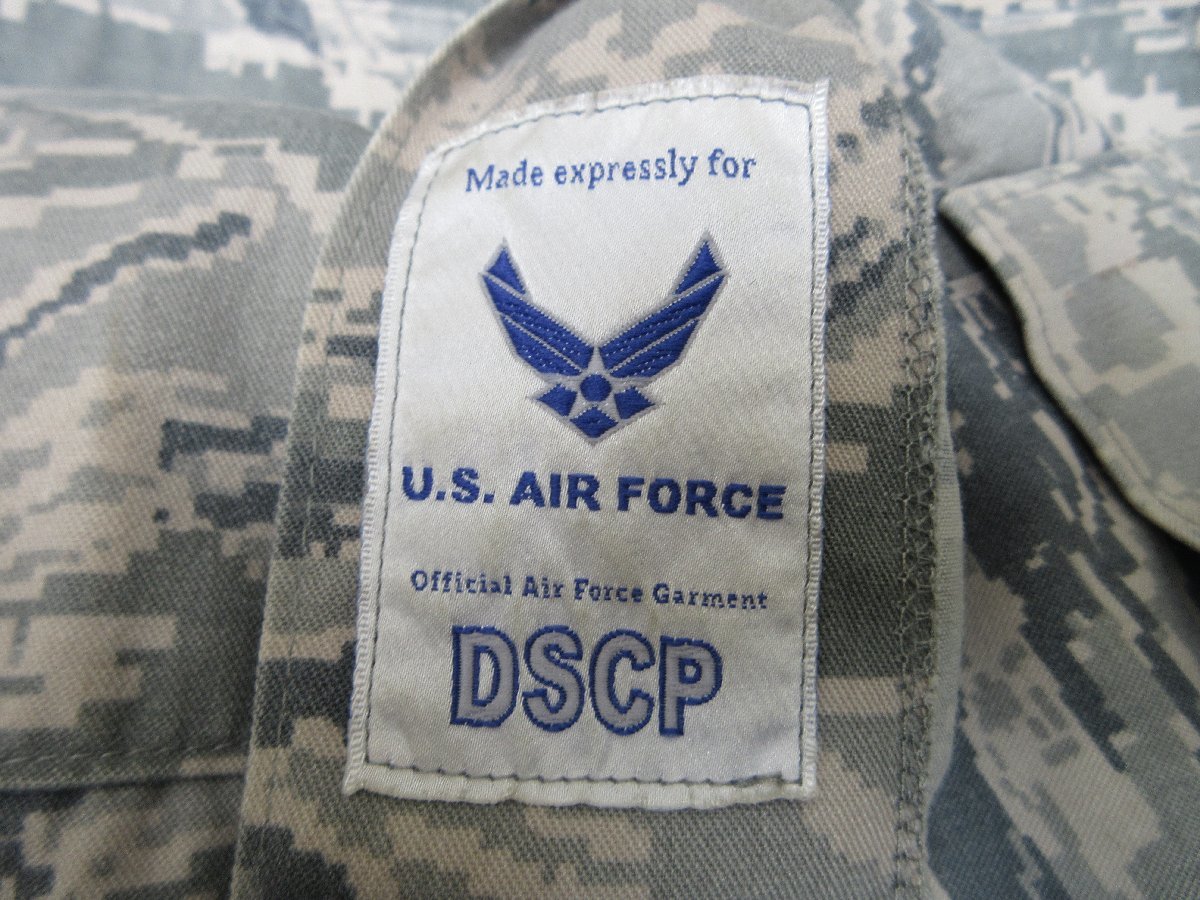 Made expressly for
U.S. AIR FORCE
Official Air Force Garment
DSCP